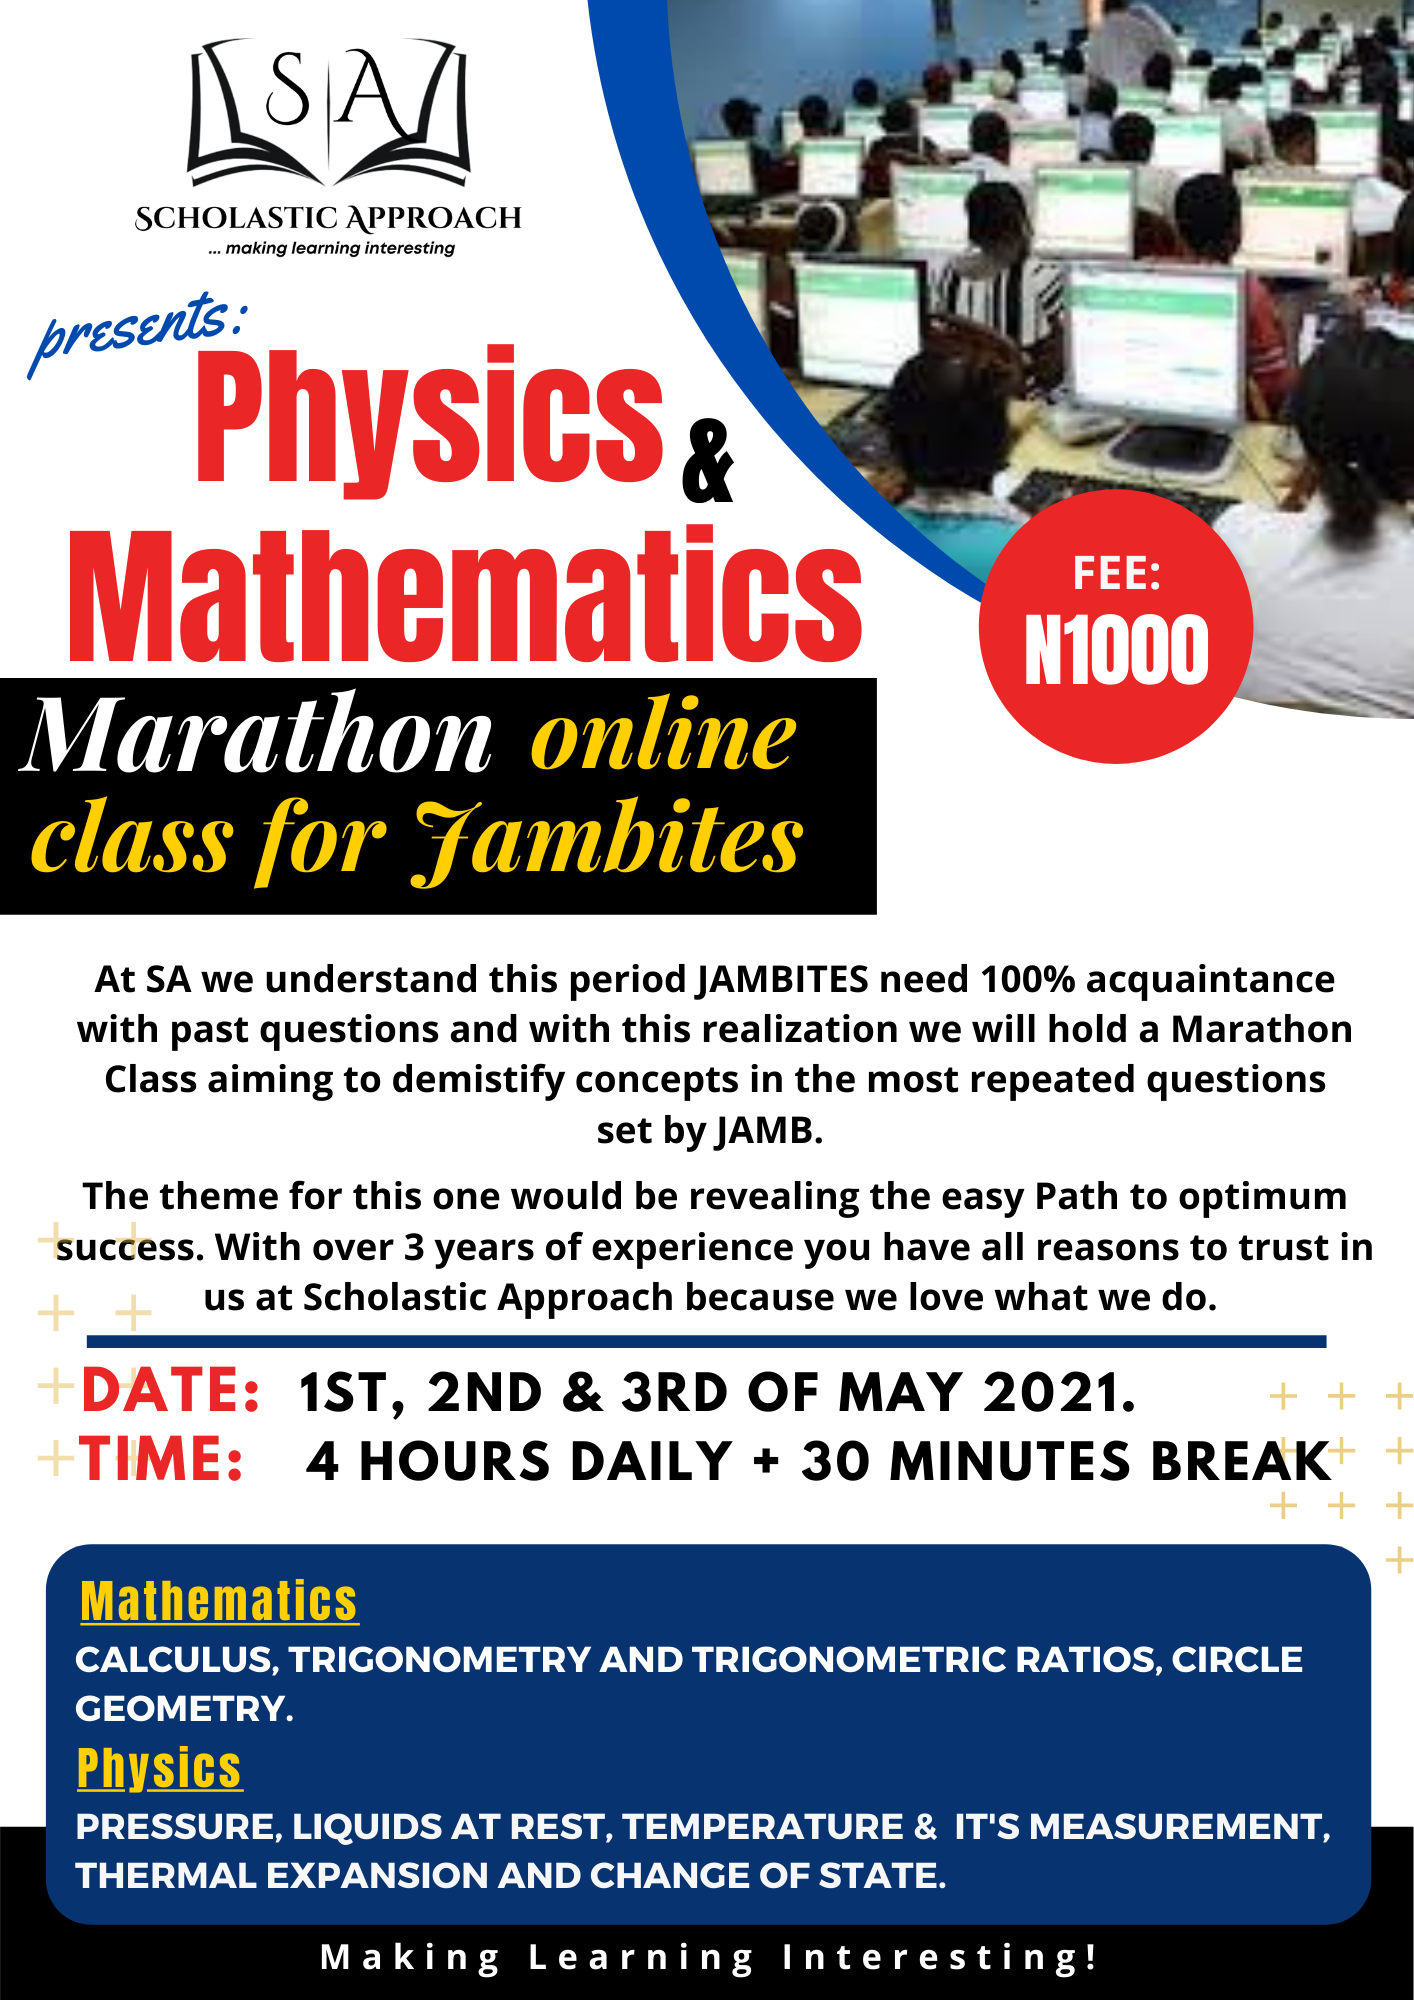 S|A
SCHOLASTIC APPROACH
... making learning interesting
presents:
Physics &
Mathematics
FEE:
N1000
Marathon online
class for Jambites
At SA we understand this period JAMBITES need 100% acquaintance
with past questions and with this realization we will hold a Marathon
Class aiming to demistify concepts in the most repeated questions
set by JAMB.
The theme for this one would be revealing the easy Path to optimum
success. With over 3 years of experience you have all reasons to trust in
us at Scholastic Approach because we love what we do.
DATE: 1ST, 2ND & 3RD OF MAY 2021.
TIME: 4 HOURS DAILY + 30 MINUTES BREAK
Mathematics
CALCULUS, TRIGONOMETRY AND TRIGONOMETRIC RATIOS, CIRCLE
GEOMETRY.
Physics
PRESSURE, LIQUIDS AT REST, TEMPERATURE & IT'S MEASUREMENT,
THERMAL EXPANSION AND CHANGE OF STATE.
Making Learning Interesting!